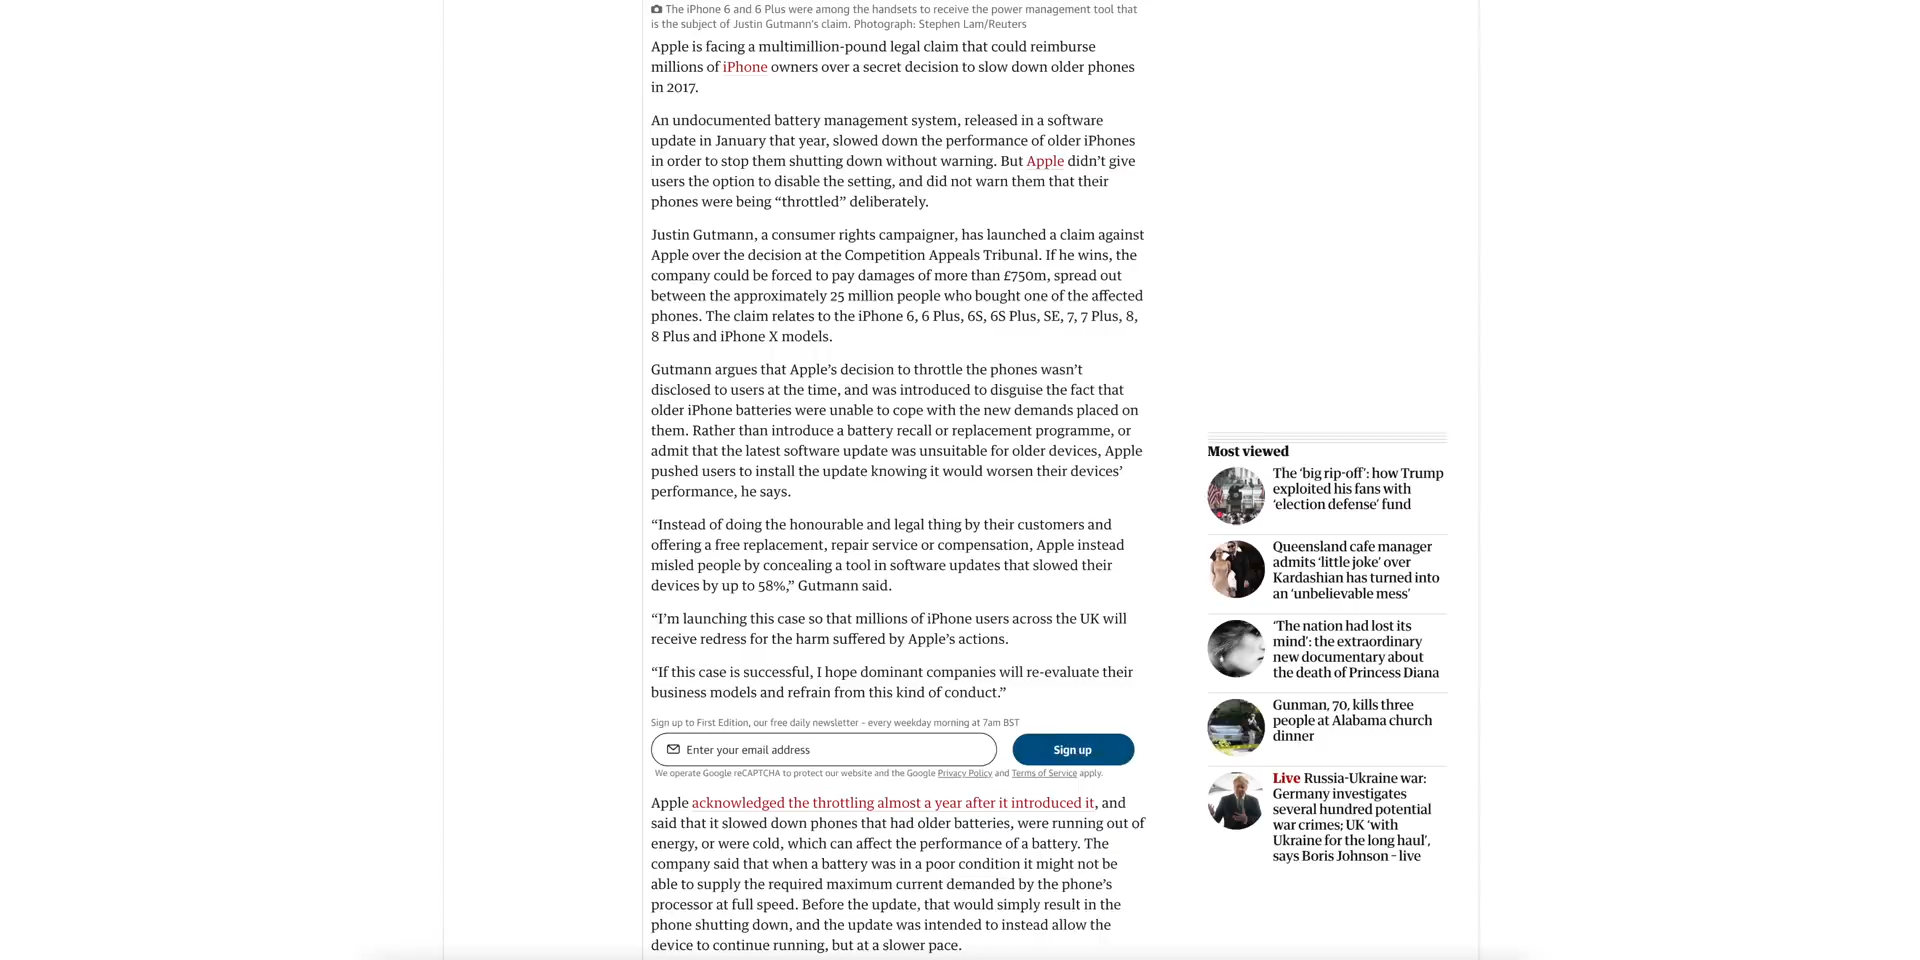 The iPhone 6 and 6 Plus were among the handsets to receive the power management tool that
is the subject of Justin Gutmann's claim. Photograph: Stephen Lam/Reuters
Apple is facing a multimillion-pound legal claim that could reimburse
millions of iPhone owners over a secret decision to slow down older phones
in 2017.
An undocumented battery management system, released in a software
update in January that year, slowed down the performance of older iPhones
in order to stop them shutting down without warning. But Apple didn’t give
users the option to disable the setting, and did not warn them that their
phones were being “throttled” deliberately.
Justin Gutmann, a consumer rights campaigner, has launched a claim against
Apple over the decision at the Competition Appeals Tribunal. If he wins, the
company could be forced to pay damages of more than £750m, spread out
between the approximately 25 million people who bought one of the affected
phones. The claim relates to the iPhone 6, 6 Plus, 6S, 6S Plus, SE, 7, 7 Plus, 8,
8 Plus and iPhone X models.
Gutmann argues that Apple’s decision to throttle the phones wasn’t
disclosed to users at the time, and was introduced to disguise the fact that
older iPhone batteries were unable to cope with the new demands placed on
them. Rather than introduce a battery recall or replacement programme, or
admit that the latest software update was unsuitable for older devices, Apple
pushed users to install the update knowing it would worsen their devices’
performance, he says.
“Instead of doing the honourable and legal thing by their customers and
offering a free replacement, repair service or compensation, Apple instead
misled people by concealing a tool in software updates that slowed their
devices by up to 58%,” Gutmann said.
“I’m launching this case so that millions of iPhone users across the UK will
receive redress for the harm suffered by Apple’s actions.
“If this case is successful, I hope dominant companies will re-evaluate their
business models and refrain from this kind of conduct.”
Sign up to First Edition, our free daily newsletter – every weekday morning at 7am BST
Enter your email address
Sign up
We operate Google reCAPTCHA to protect our website and the Google Privacy Policy and Terms of Service apply.
Apple acknowledged the throttling almost a year after it introduced it, and
said that it slowed down phones that had older batteries, were running out of
energy, or were cold, which can affect the performance of a battery. The
company said that when a battery was in a poor condition it might not be
able to supply the required maximum current demanded by the phone’s
processor at full speed. Before the update, that would simply result in the
phone shutting down, and the update was intended to instead allow the
device to continue running, but at a slower pace.
Most viewed
The ‘big rip-off’: how Trump
exploited his fans with
‘election defense’ fund
Queensland cafe manager
admits ‘little joke’ over
Kardashian has turned into
an ‘unbelievable mess’
‘The nation had lost its
mind’: the extraordinary
new documentary about
the death of Princess Diana
Gunman, 70, kills three
people at Alabama church
dinner
Live Russia-Ukraine war:
Germany investigates
several hundred potential
war crimes; UK ‘with
Ukraine for the long haul’,
says Boris Johnson – live